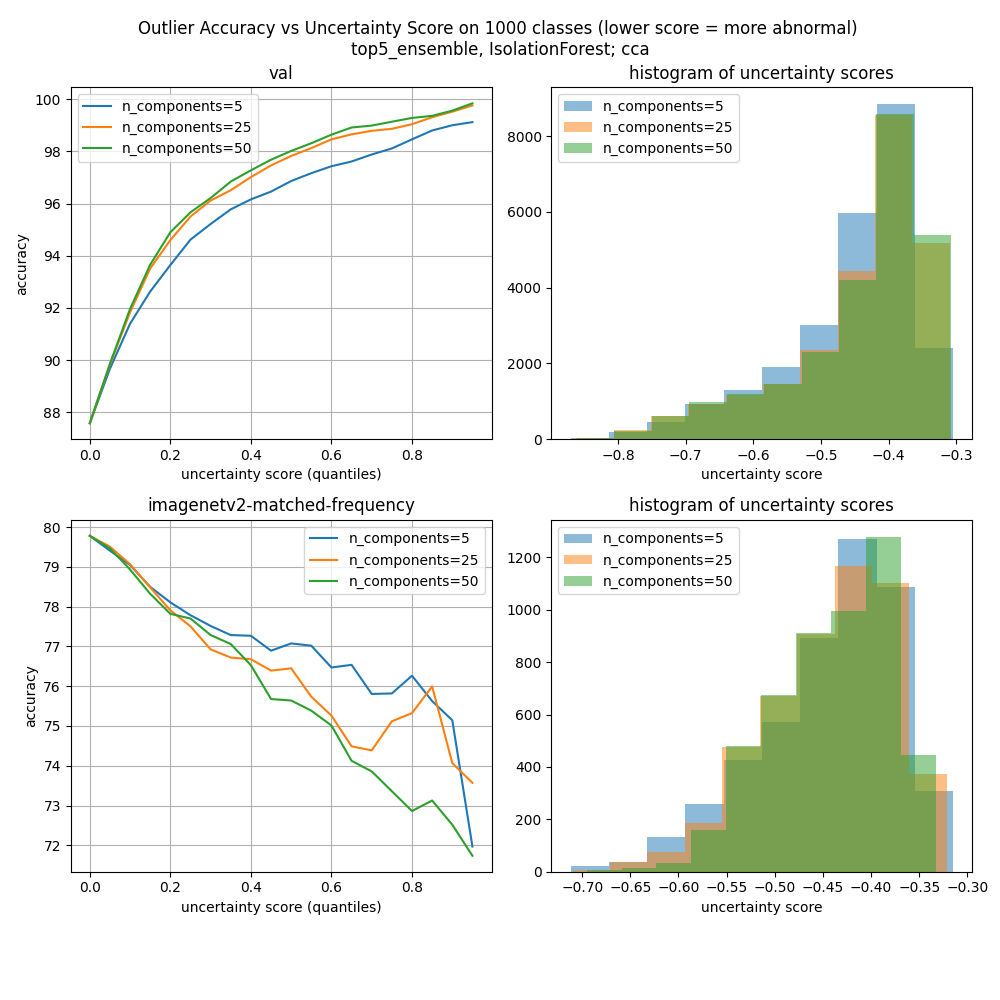 Outlier Accuracy vs Uncertainty Score on 1000 classes (lower score = more abnormal)
top5_ensemble, IsolationForest; cca
val
n_components=5
n_components=25
n_components=50
100
98
96
94
92
90
88
accuracy
0.0 0.2 0.4 0.6 0.8
uncertainty score (quantiles)
histogram of uncertainty scores
n_components=5
n_components=25
n_components=50
8000
6000
4000
2000
0
−0.8 −0.7 −0.6 −0.5 −0.4 −0.3
uncertainty score
imagenetv2-matched-frequency
n_components=5
n_components=25
n_components=50
80
79
78
77
76
75
74
73
72
accuracy
0.0 0.2 0.4 0.6 0.8
uncertainty score (quantiles)
histogram of uncertainty scores
n_components=5
n_components=25
n_components=50
1200
1000
800
600
400
200
0
−0.70 −0.65 −0.60 −0.55 −0.50 −0.45 −0.40 −0.35 −0.30
uncertainty score